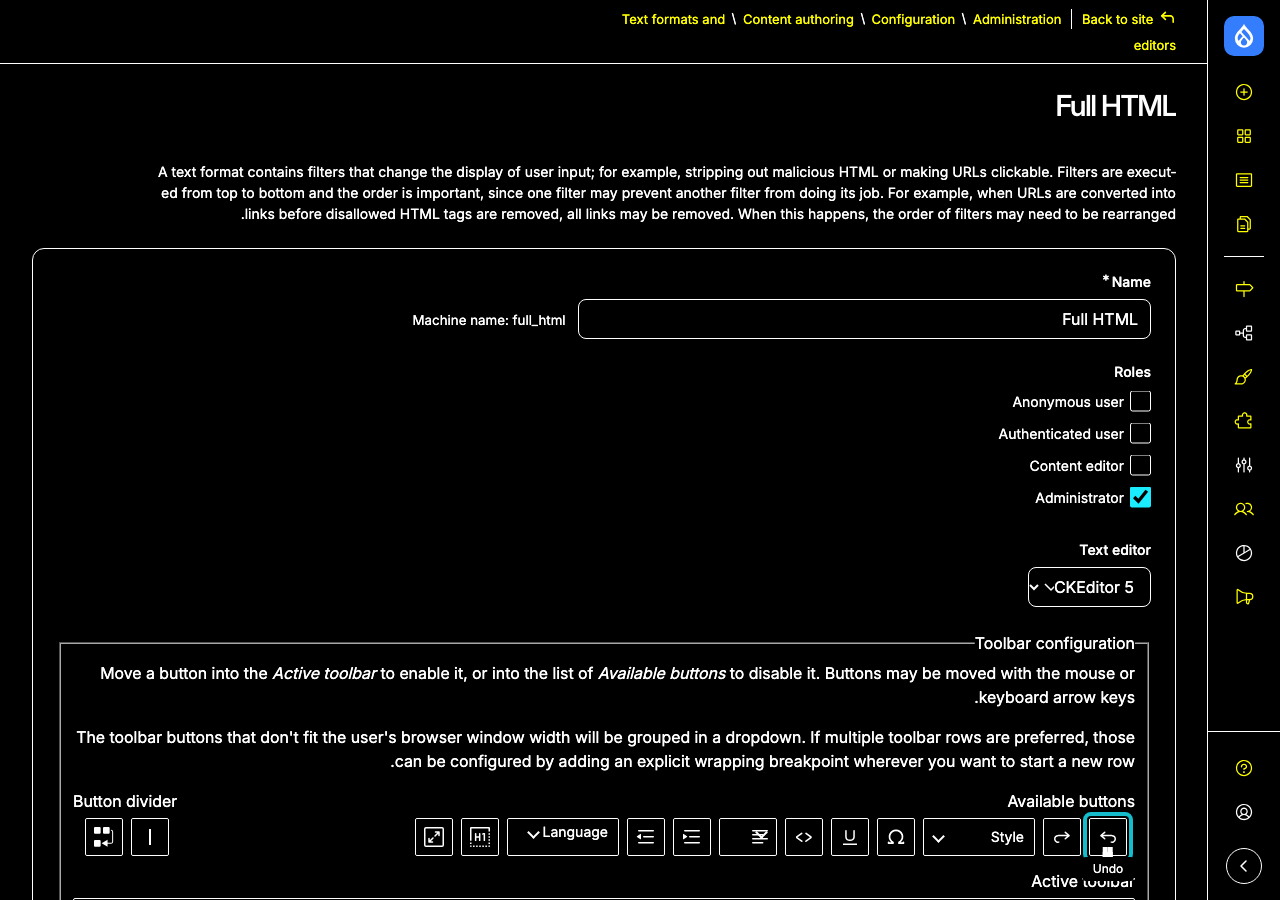 Back to site | Administration \ Configuration \ Content authoring \ Text formats and
editors
Full HTML
A text format contains filters that change the display of user input; for example, stripping out malicious HTML or making URLs clickable. Filters are execut-
ed from top to bottom and the order is important, since one filter may prevent another filter from doing its job. For example, when URLs are converted into
.links before disallowed HTML tags are removed, all links may be removed. When this happens, the order of filters may need to be rearranged
* Name
Full HTML
Machine name: full_html
Roles
Anonymous user
Authenticated user
Content editor
Administrator
Text editor
CKEditor 5
Toolbar configuration
Move a button into the Active toolbar to enable it, or into the list of Available buttons to disable it. Buttons may be moved with the mouse or
.keyboard arrow keys
The toolbar buttons that don't fit the user's browser window width will be grouped in a dropdown. If multiple toolbar rows are preferred, those
.can be configured by adding an explicit wrapping breakpoint wherever you want to start a new row
Available buttons
Button divider
Style
Ω
U
<>
Language
H1
|
Undo
Active toolbar